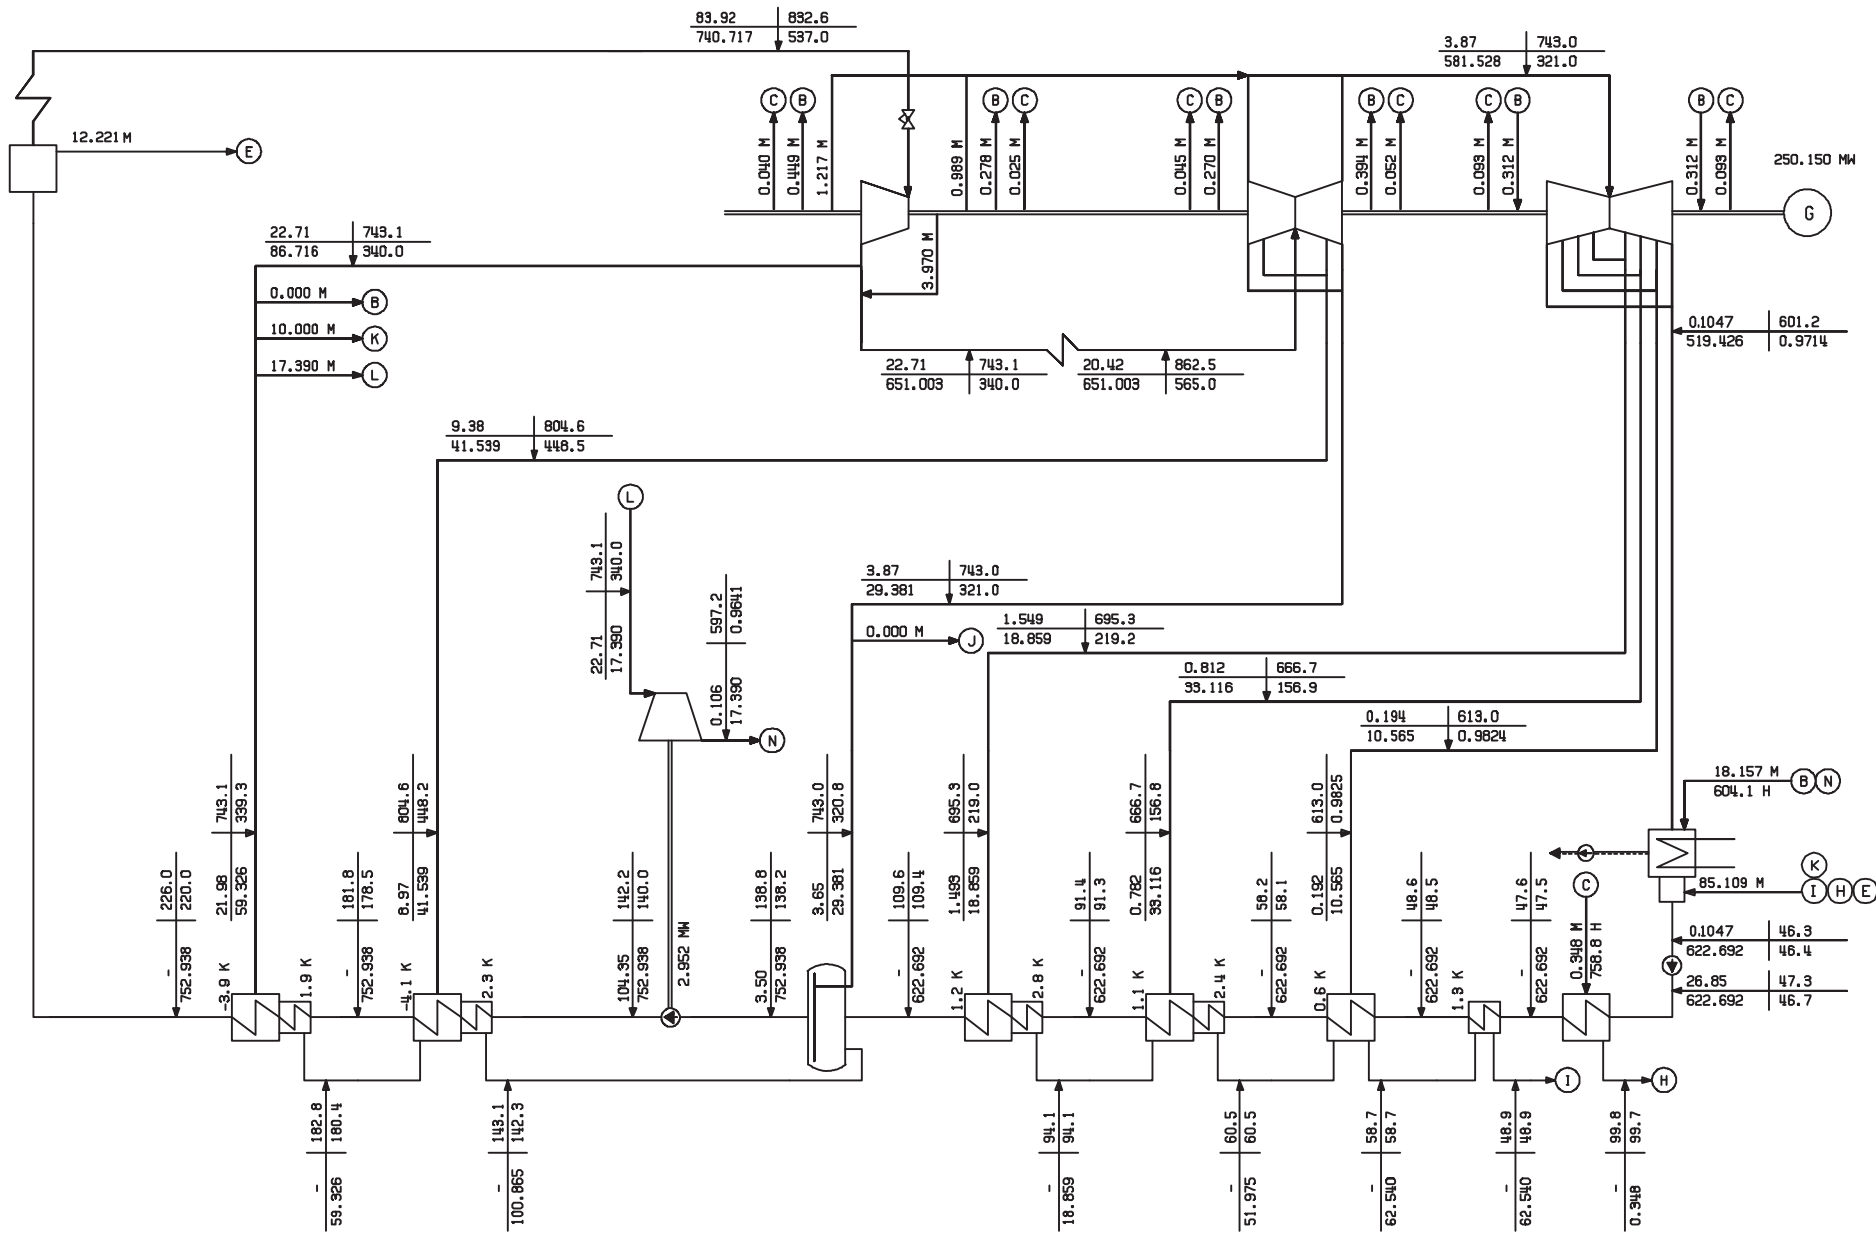 83.92 832.6
740.717 537.0
3.87 743.0
581.528 321.0
12.221 M
E
C
B
B
C
C
B
B
C
C
B
B
C
0.040 M
0.449 M
1.217 M
0.989 M
0.278 M
0.025 M
0.045 M
0.270 M
0.394 M
0.052 M
0.093 M
0.312 M
0.312 M
0.093 M
250.150 MW
G
22.71 743.1
86.716 340.0
3.970 M
0.000 M
B
10.000 M
K
17.390 M
L
0.1047 601.2
519.426 0.9714
22.71 743.1
651.003 340.0
20.42 862.5
651.003 565.0
9.38 804.6
41.539 448.5
L
22.71 743.1
17.390 340.0
0.106 597.2
17.390 0.9641
N
3.87 743.0
29.381 321.0
0.000 M
J
1.549 695.3
18.859 219.2
0.812 666.7
33.116 156.9
0.194 613.0
10.565 0.9824
18.157 M
604.1 H
B
N
K
85.109 M
I
H
E
0.1047 46.3
622.692 46.4
26.85 47.3
622.692 46.7
C
0.348 M
758.8 H
- 226.0
752.938 220.0
21.98 743.1
59.326 339.3
- 181.8
752.938 178.5
8.97 804.6
41.539 448.2
104.35 142.2
752.938 140.0
2.952 MW
3.50 138.8
752.938 138.2
3.65 743.0
29.381 320.8
- 109.6
622.692 109.4
1.493 695.3
18.859 219.0
- 91.4
622.692 91.3
0.782 666.7
33.116 156.8
- 58.2
622.692 58.1
0.192 613.0
10.565 0.9825
- 48.6
622.692 48.5
- 47.6
622.692 47.5
-3.9 K
1.9 K
-4.1 K
2.3 K
1.2 K
2.8 K
1.1 K
2.4 K
0.6 K
1.3 K
I
H
- 182.8
59.326 180.4
- 143.1
100.865 142.3
- 94.1
18.859 94.1
- 60.5
51.975 60.5
- 58.7
62.540 58.7
- 48.9
62.540 48.9
- 99.8
0.348 99.7